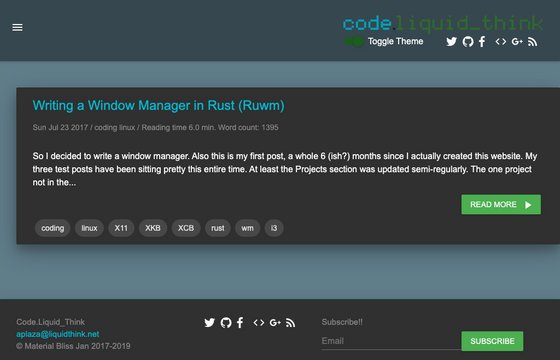 code.liquid_think
Toggle Theme
Writing a Window Manager in Rust (Ruwm)
Sun Jul 23 2017 / coding linux / Reading time 6.0 min. Word count: 1395
So I decided to write a window manager. Also this is my first post, a whole 6 (ish?) months since I actually created this website. My
three test posts have been sitting pretty this entire time. At least the Projects section was updated semi-regularly. The one project
not in the...
READ MORE
coding linux X11 XKB XCB rust wm i3
Code.Liquid_Think
aplaza@liquidthink.net
© Material Bliss Jan 2017-2019
Subscribe!!
Email
SUBSCRIBE